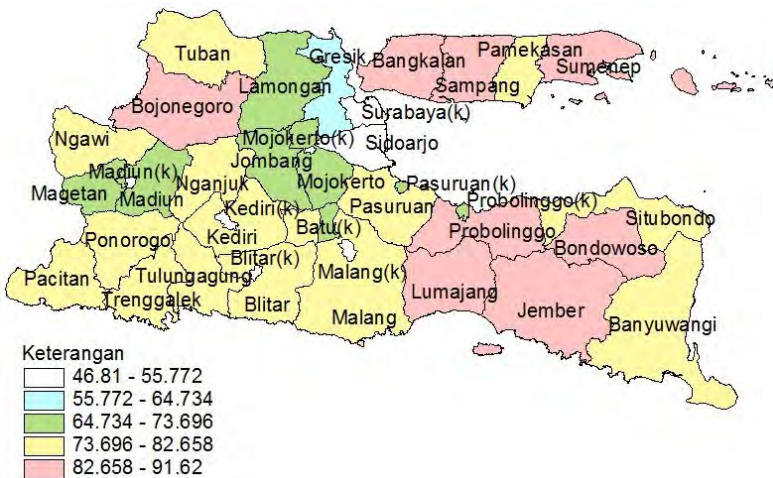 Tuban
Gresik
Bangkalan
Pamekasan
Sumenep
Lamongan
Sampang
Bojonegoro
Surabaya(k)
Ngawi
Mojokerto(k)
Sidoarjo
Madiun(k)
Jombang
Magetan
Madiun
Nganjuk
Mojokerto
Pasuruan(k)
Kediri(k)
Pasuruan
Probolinggo(k)
Ponorogo
Kediri
Batu(k)
Probolinggo
Situbondo
Blitar(k)
Bondowoso
Pacitan
Tulungagung
Malang(k)
Lumajang
Trenggalek
Blitar
Malang
Jember
Banyuwangi
Keterangan
46.81 - 55.772
55.772 - 64.734
64.734 - 73.696
73.696 - 82.658
82.658 - 91.62